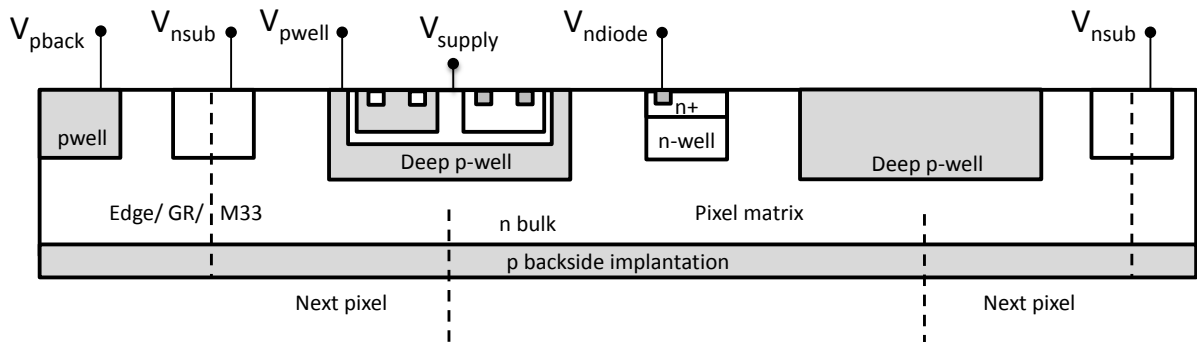 V_pback V_nsub V_pwell V_supply V_ndiode V_nsub
pwell
n+
n-well
Deep p-well
Deep p-well
Edge/ GR/ M33
Pixel matrix
n bulk
p backside implantation
Next pixel
Next pixel